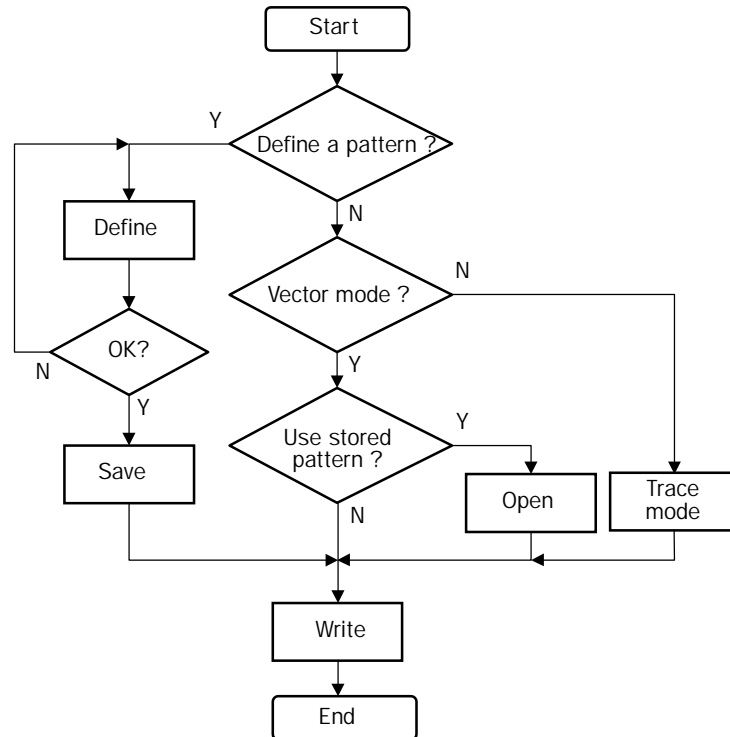 Start
Y
Define a pattern ?
N
Define
N
Vector mode ?
OK?
N
Y
Y
Use stored
pattern ?
Y
Save
Open
Trace
mode
N
Write
End